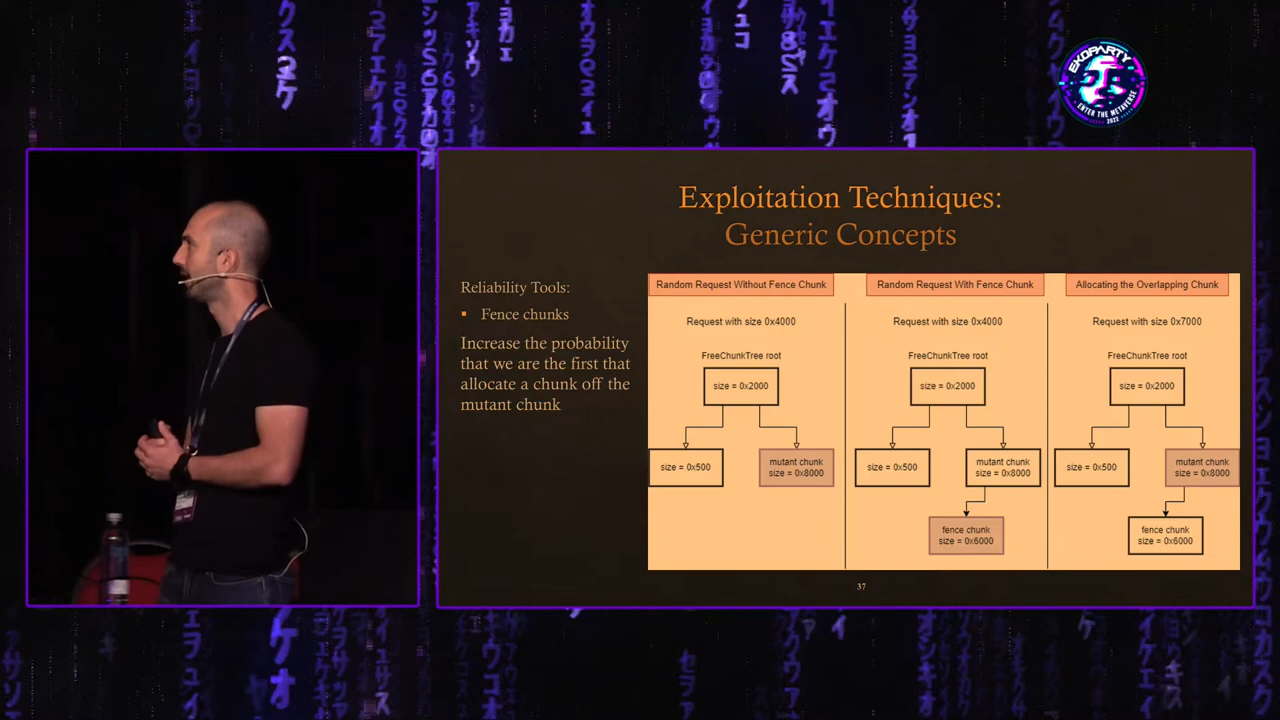 EKOPARTY
ENTER THE METAVERSE
2022
Exploitation Techniques:
Generic Concepts
Reliability Tools:
▪ Fence chunks
Increase the probability
that we are the first that
allocate a chunk off the
mutant chunk
Random Request Without Fence Chunk
Request with size 0x4000
FreeChunkTree root
size = 0x2000
size = 0x500
mutant chunk
size = 0x8000
Random Request With Fence Chunk
Request with size 0x4000
FreeChunkTree root
size = 0x2000
size = 0x500
mutant chunk
size = 0x8000
fence chunk
size = 0x6000
Allocating the Overlapping Chunk
Request with size 0x7000
FreeChunkTree root
size = 0x2000
size = 0x500
mutant chunk
size = 0x8000
fence chunk
size = 0x6000
37